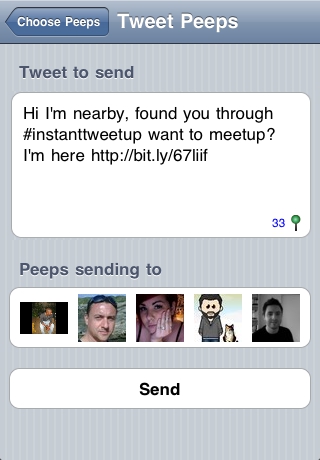 Choose Peeps
Tweet Peeps
Tweet to send
Hi I'm nearby, found you through
#instanttweetup want to meetup?
I'm here http://bit.ly/67liif
33
Peeps sending to
Send